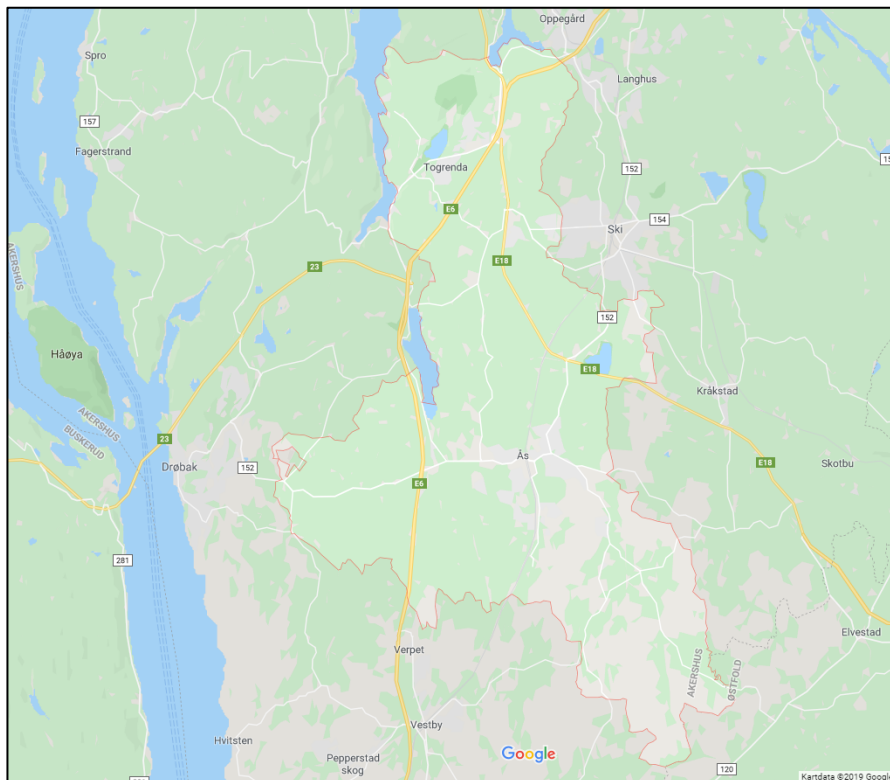 Oppegård
Spro
Langhus
157
Fagerstrand
152
15
Togrenda
E6
154
Ski
AKERSHUS
23
E18
152
Håøya
E18
Kråkstad
AKERSHUS
BUSKERUD
23
Drøbak
152
Ås
E18
Skotbu
E6
281
Elvestad
Verpet
AKERSHUS
ØSTFOLD
Vestby
Hvitsten
Pepperstad
skog
Google
120
Kartdata ©2019 Google